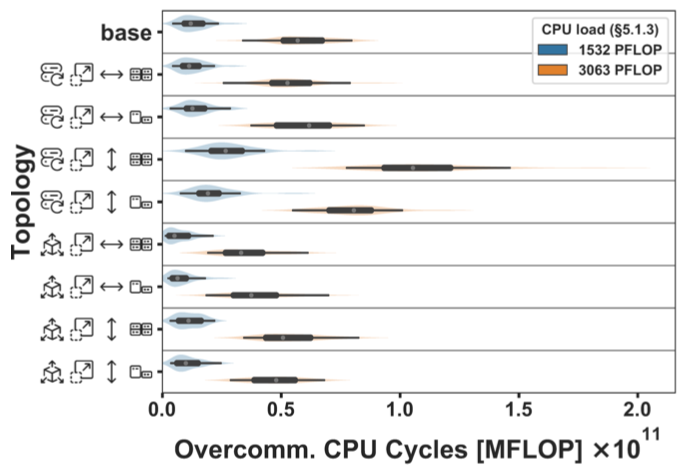 base
CPU load (§5.1.3)
1532 PFLOP
3063 PFLOP
Topology
0.0 0.5 1.0 1.5 2.0
Overcomm. CPU Cycles [MFLOP] ×10¹¹